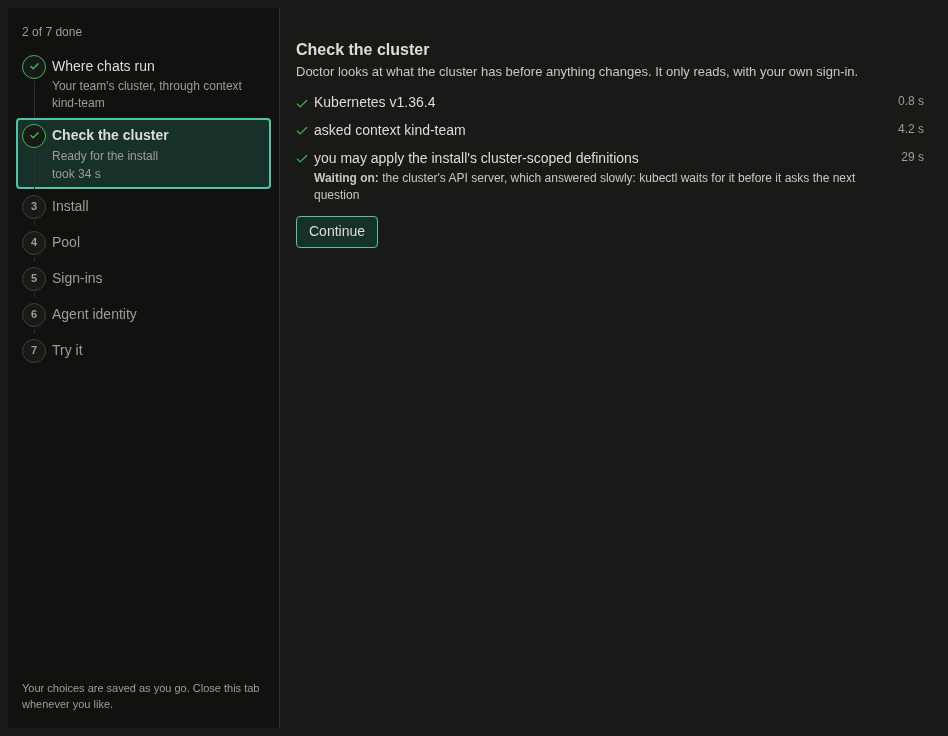 2 of 7 done
Where chats run
Your team's cluster, through context
kind-team
Check the cluster
Ready for the install
took 34 s
3 Install
4 Pool
5 Sign-ins
6 Agent identity
7 Try it
Your choices are saved as you go. Close this tab
whenever you like.
Check the cluster
Doctor looks at what the cluster has before anything changes. It only reads, with your own sign-in.
Kubernetes v1.36.4 0.8 s
asked context kind-team 4.2 s
you may apply the install's cluster-scoped definitions 29 s
Waiting on: the cluster's API server, which answered slowly: kubectl waits for it before it asks the next
question
Continue